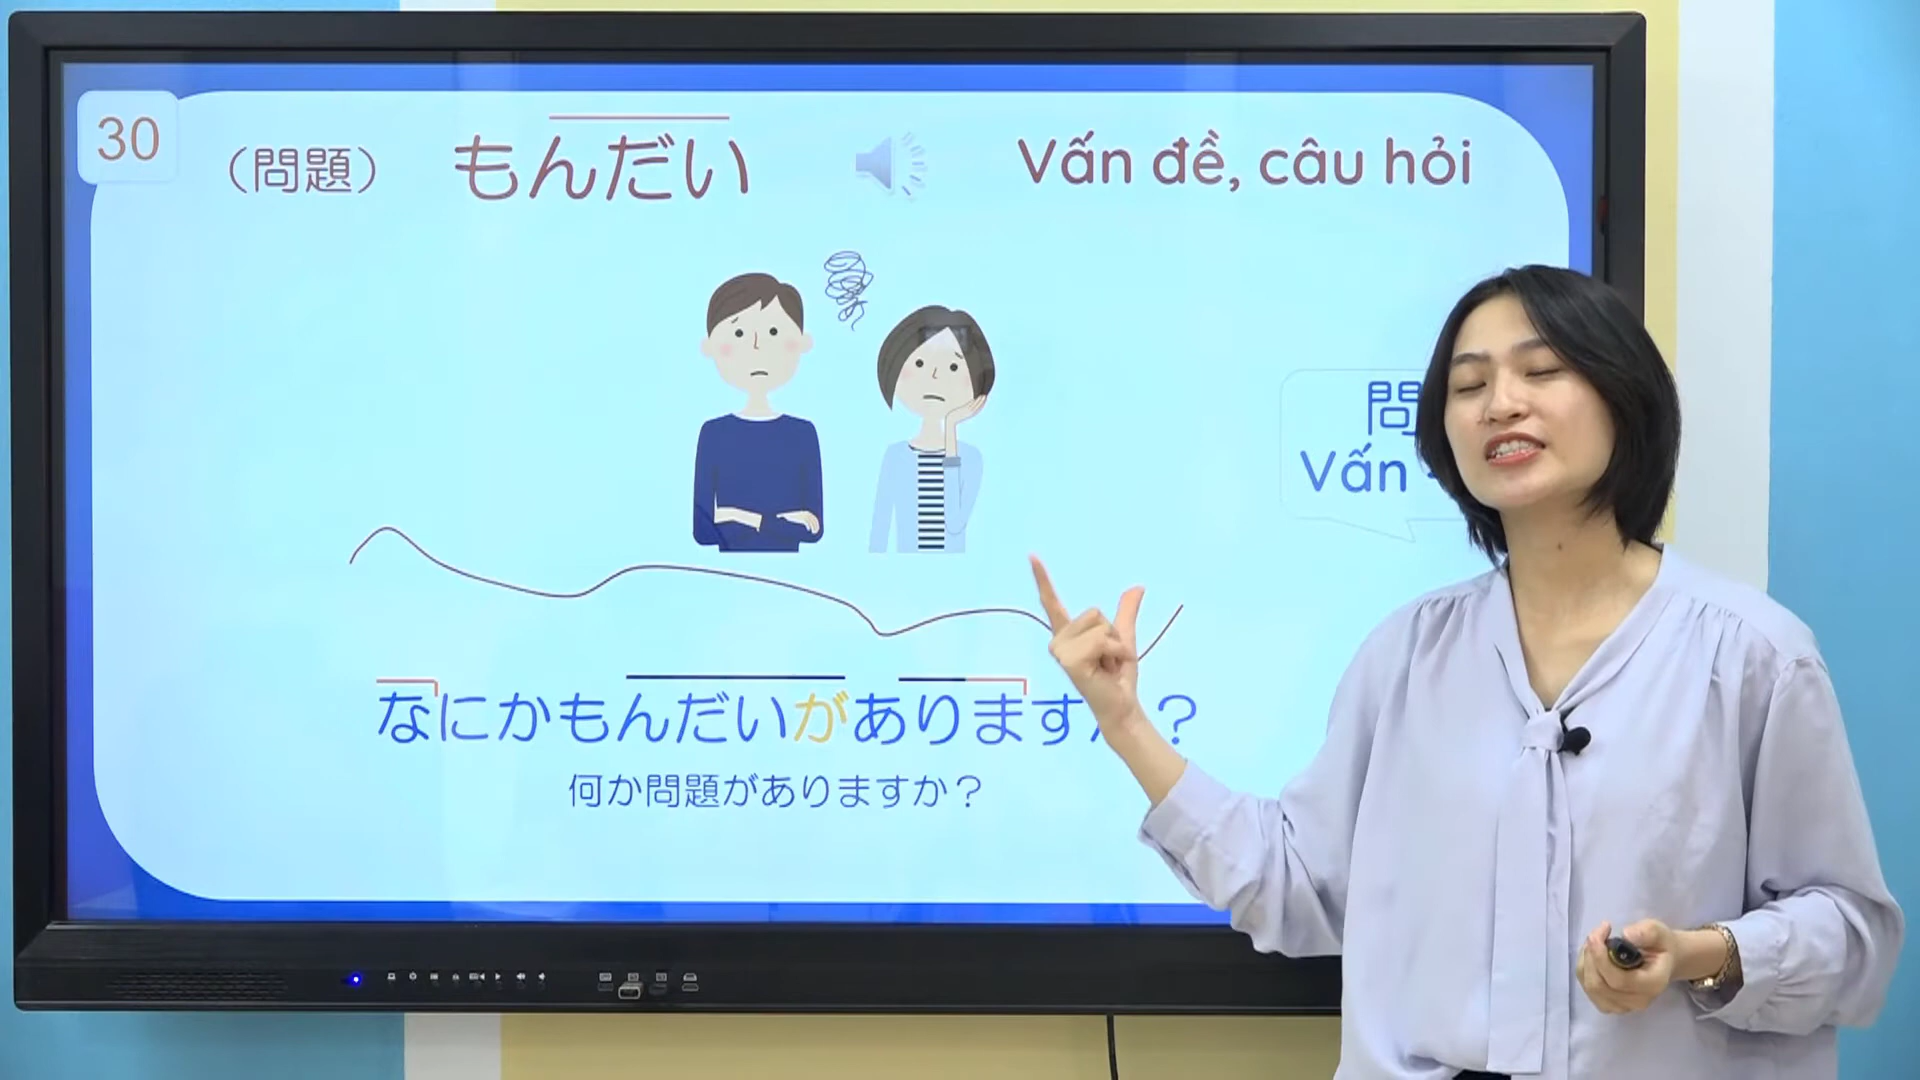 30
（問題） もんだい Vấn đề, câu hỏi
問
Vấn
なにかもんだいがあります ？
何か問題がありますか？